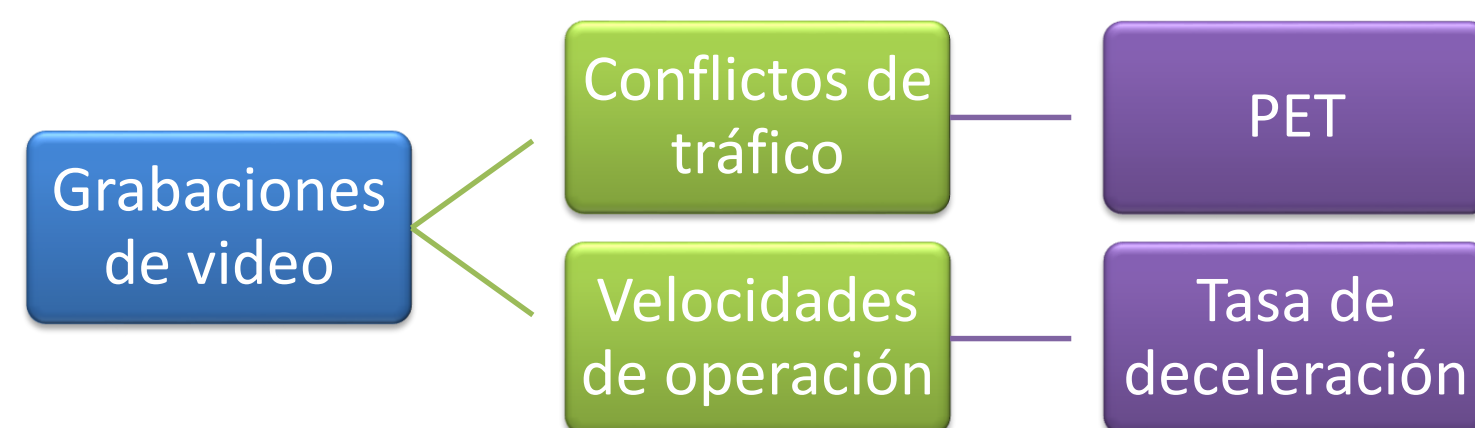 Grabaciones
de video
Conflictos de
tráfico
PET
Velocidades
de operación
Tasa de
deceleración